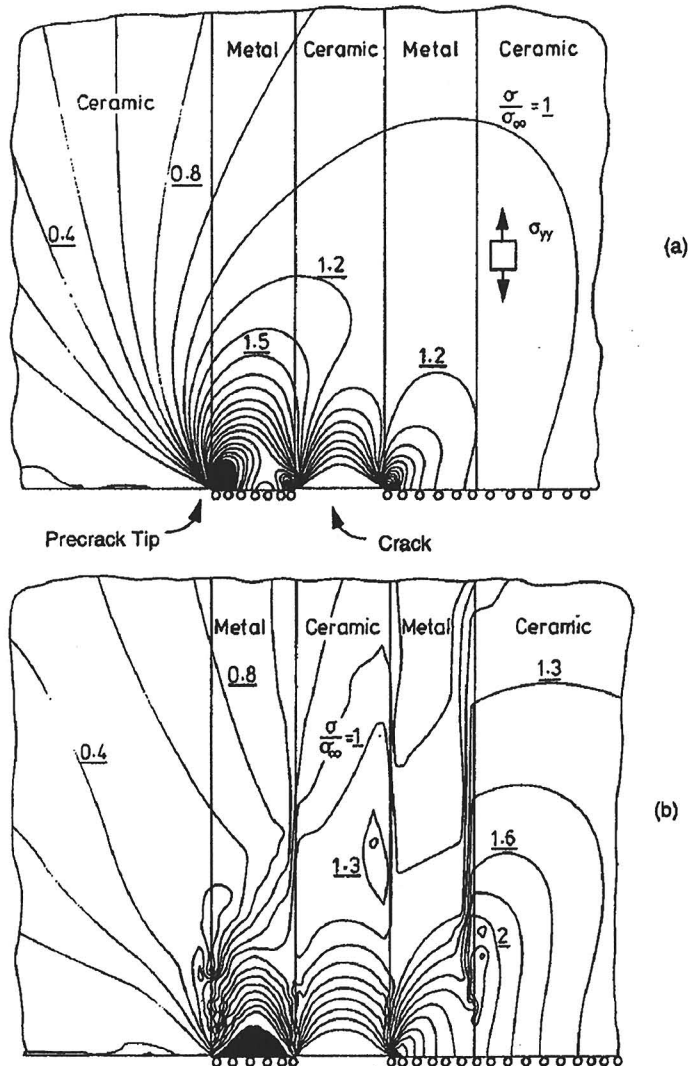 Metal
Ceramic
Metal
Ceramic
Ceramic
σ/σ∞ = 1
0.8
0.4
σyy
(a)
1.2
1.5
1.2
Precrack Tip
Crack
Metal
Ceramic
Metal
Ceramic
0.8
1.3
σ/σ∞ = 1
0.4
(b)
1.6
1.3
2